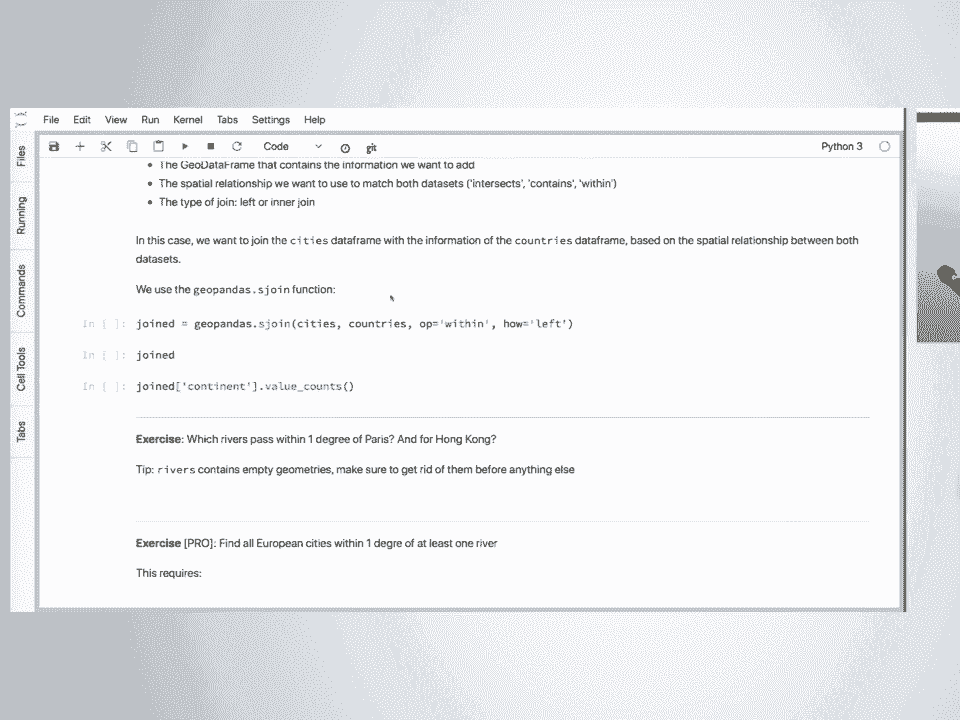 File Edit View Run Kernel Tabs Settings Help
Files
Running
Commands
Cell Tools
Tabs
Code
git
Python 3
• The GeoDataFrame that contains the information we want to add
• The spatial relationship we want to use to match both datasets ('intersects', 'contains', 'within')
• The type of join: left or inner join
In this case, we want to join the cities dataframe with the information of the countries dataframe, based on the spatial relationship between both
datasets.
We use the geopandas.sjoin function:
In [ ]: joined = geopandas.sjoin(cities, countries, op='within', how='left')
In [ ]: joined
In [ ]: joined['continent'].value_counts()
Exercise: Which rivers pass within 1 degree of Paris? And for Hong Kong?
Tip: rivers contains empty geometries, make sure to get rid of them before anything else
Exercise [PRO]: Find all European cities within 1 degre of at least one river
This requires: